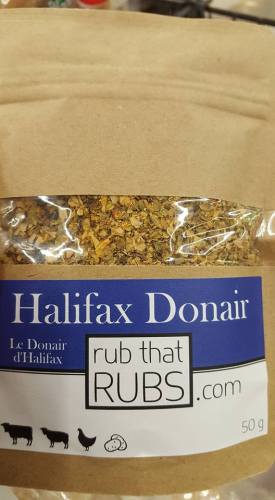 Halifax Donair
Le Donair
d'Halifax
rub that
RUBS.com
50 g